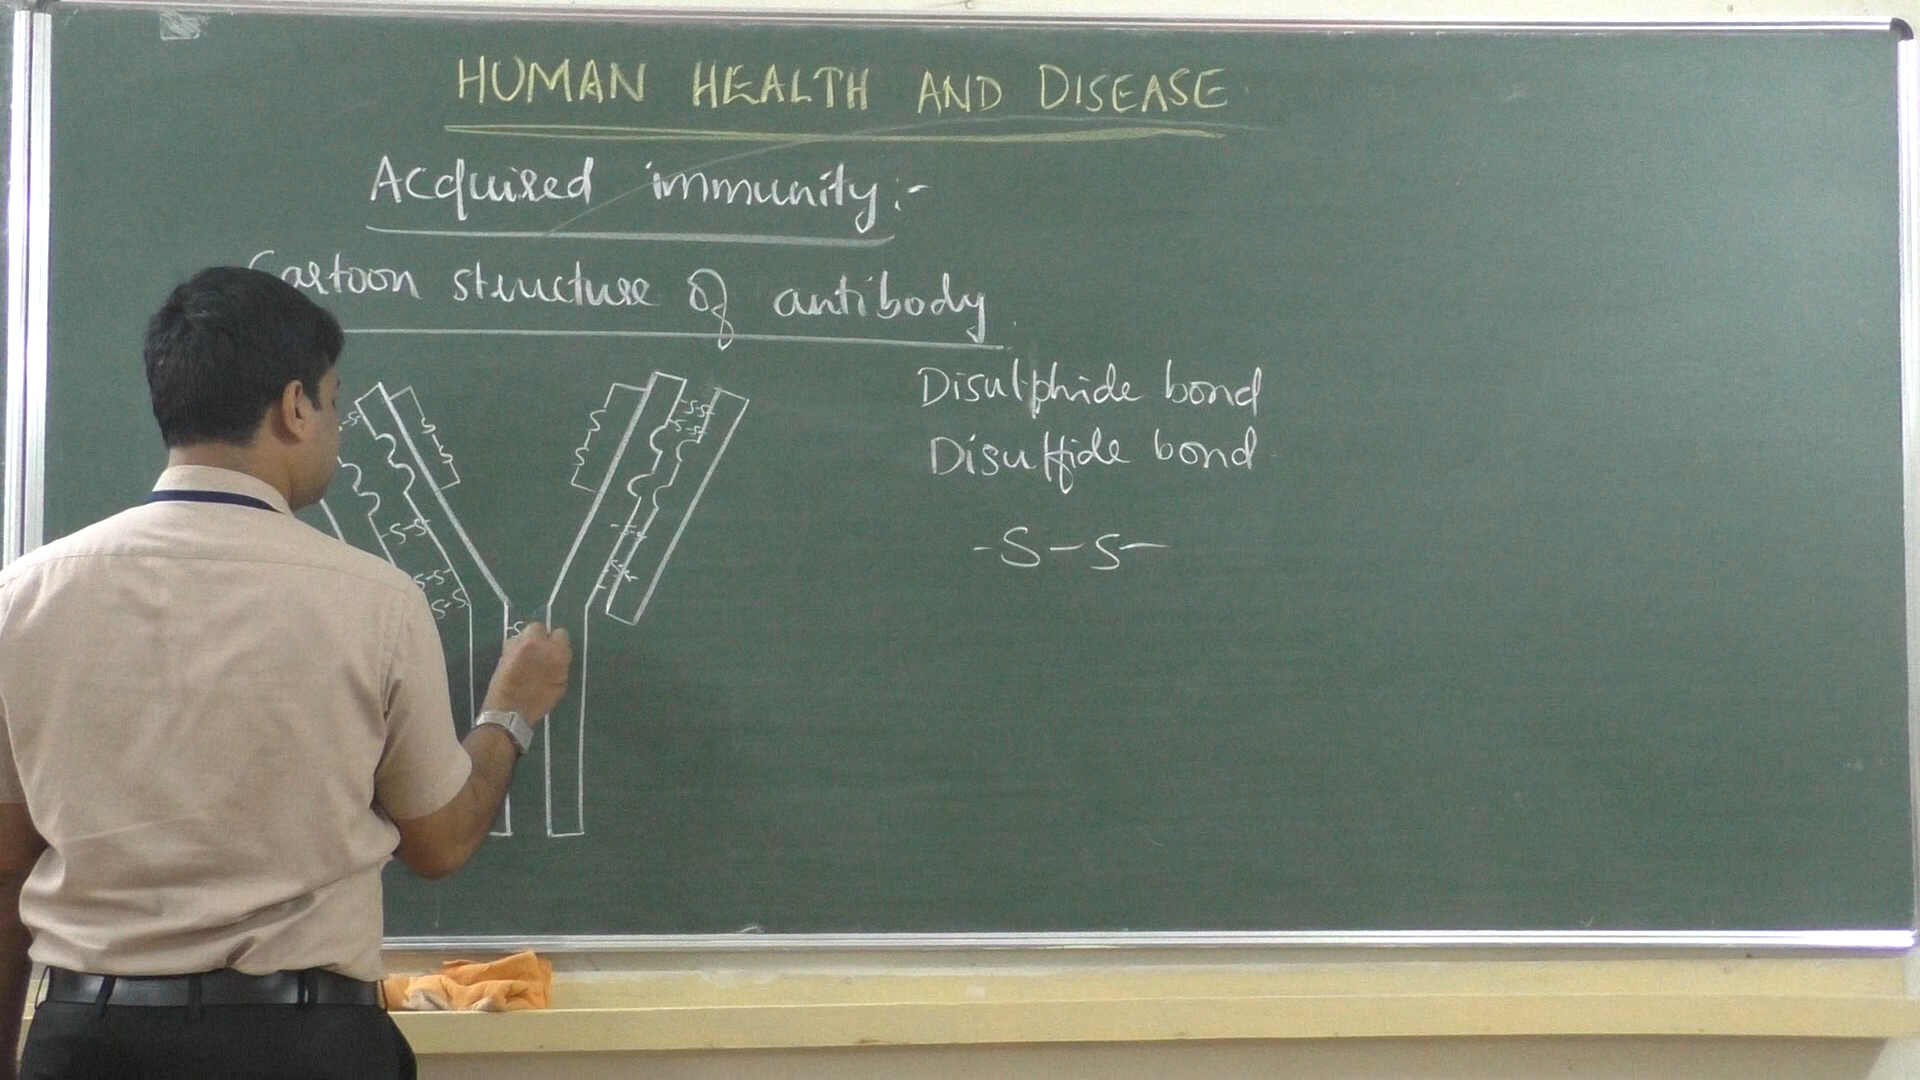 HUMAN HEALTH AND DISEASE
Acquired immunity:-
Cartoon structure of antibody
Disulphide bond
Disulfide bond
-S-S-
-S-S-
-S-S-
-S-S-
S-S-
S-S
-S